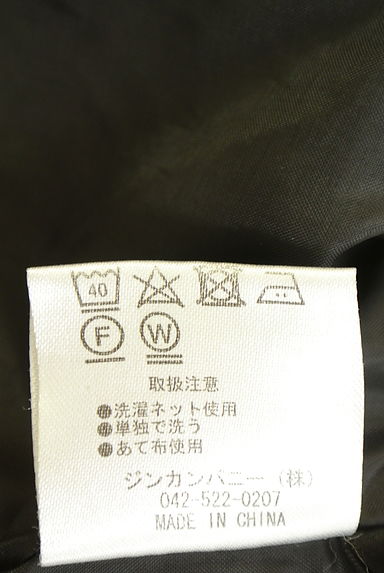 40
F W
取扱注意
●洗濯ネット使用
●単独で洗う
●あて布使用
ジンカンパニー（株）
042-522-0207
MADE IN CHINA